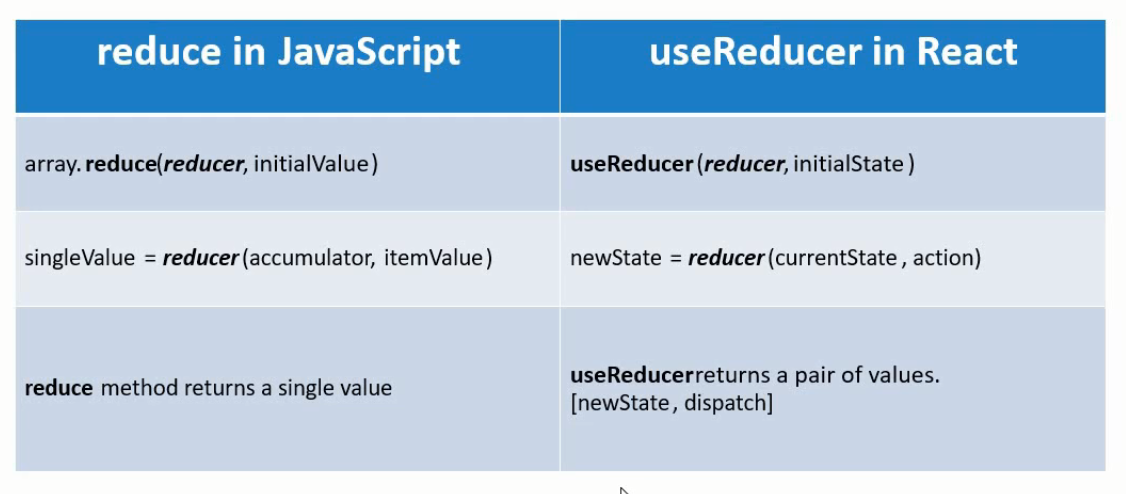 reduce in JavaScript
useReducer in React
array.reduce(reducer, initialValue)
useReducer(reducer, initialState)
singleValue = reducer(accumulator, itemValue)
newState = reducer(currentState, action)
reduce method returns a single value
useReducer returns a pair of values.
[newState, dispatch]